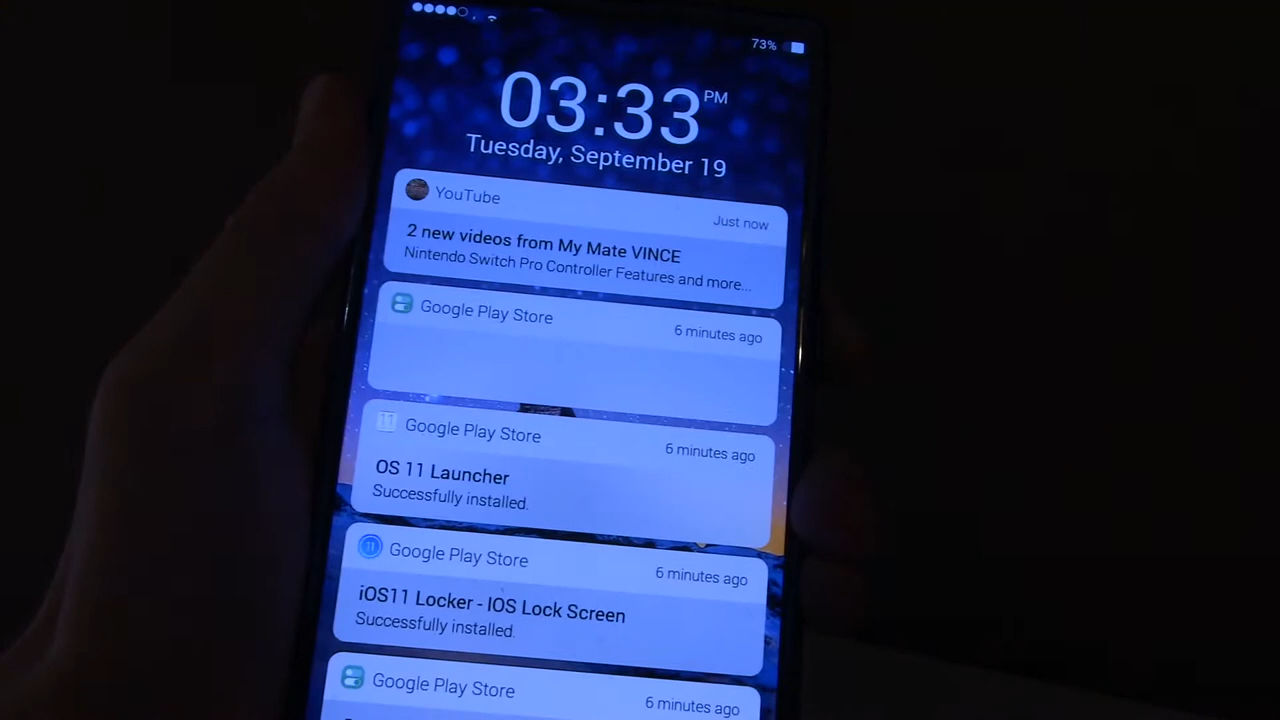 73%
03:33 PM
Tuesday, September 19
YouTube
Just now
2 new videos from My Mate VINCE
Nintendo Switch Pro Controller Features and more...
Google Play Store
6 minutes ago
11 Google Play Store
6 minutes ago
OS 11 Launcher
Successfully installed.
11 Google Play Store
6 minutes ago
iOS11 Locker - IOS Lock Screen
Successfully installed.
Google Play Store
6 minutes ago